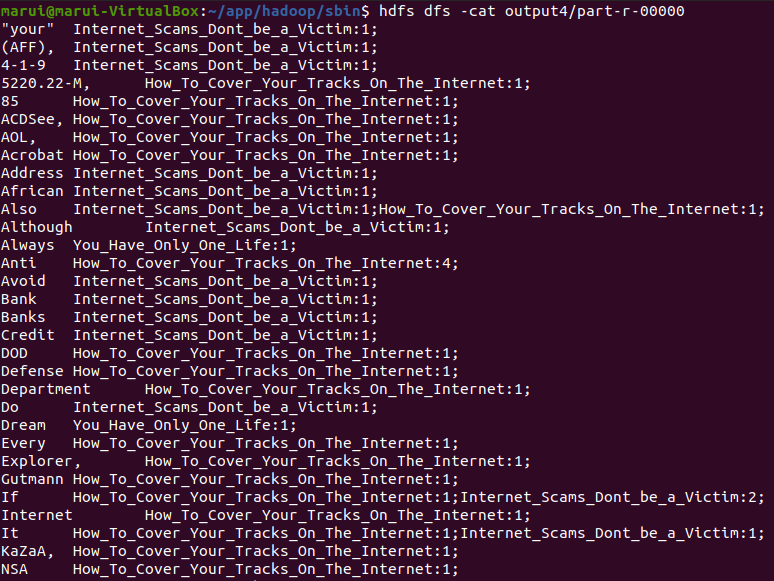 marui@marui-VirtualBox:~/app/hadoop/sbin$ hdfs dfs -cat output4/part-r-00000
"your"	Internet_Scams_Dont_be_a_Victim:1;
(AFF),	Internet_Scams_Dont_be_a_Victim:1;
4-1-9	Internet_Scams_Dont_be_a_Victim:1;
5220.22-M,	How_To_Cover_Your_Tracks_On_The_Internet:1;
85	How_To_Cover_Your_Tracks_On_The_Internet:1;
ACDSee,	How_To_Cover_Your_Tracks_On_The_Internet:1;
AOL,	How_To_Cover_Your_Tracks_On_The_Internet:1;
Acrobat	How_To_Cover_Your_Tracks_On_The_Internet:1;
Address	Internet_Scams_Dont_be_a_Victim:1;
African	Internet_Scams_Dont_be_a_Victim:1;
Also	Internet_Scams_Dont_be_a_Victim:1;How_To_Cover_Your_Tracks_On_The_Internet:1;
Although	Internet_Scams_Dont_be_a_Victim:1;
Always	You_Have_Only_One_Life:1;
Anti	How_To_Cover_Your_Tracks_On_The_Internet:4;
Avoid	Internet_Scams_Dont_be_a_Victim:1;
Bank	Internet_Scams_Dont_be_a_Victim:1;
Banks	Internet_Scams_Dont_be_a_Victim:1;
Credit	Internet_Scams_Dont_be_a_Victim:1;
DOD	How_To_Cover_Your_Tracks_On_The_Internet:1;
Defense	How_To_Cover_Your_Tracks_On_The_Internet:1;
Department	How_To_Cover_Your_Tracks_On_The_Internet:1;
Do	Internet_Scams_Dont_be_a_Victim:1;
Dream	You_Have_Only_One_Life:1;
Every	How_To_Cover_Your_Tracks_On_The_Internet:1;
Explorer,	How_To_Cover_Your_Tracks_On_The_Internet:1;
Gutmann	How_To_Cover_Your_Tracks_On_The_Internet:1;
If	How_To_Cover_Your_Tracks_On_The_Internet:1;Internet_Scams_Dont_be_a_Victim:2;
Internet	How_To_Cover_Your_Tracks_On_The_Internet:1;
It	How_To_Cover_Your_Tracks_On_The_Internet:1;Internet_Scams_Dont_be_a_Victim:1;
KaZaA,	How_To_Cover_Your_Tracks_On_The_Internet:1;
NSA	How_To_Cover_Your_Tracks_On_The_Internet:1;